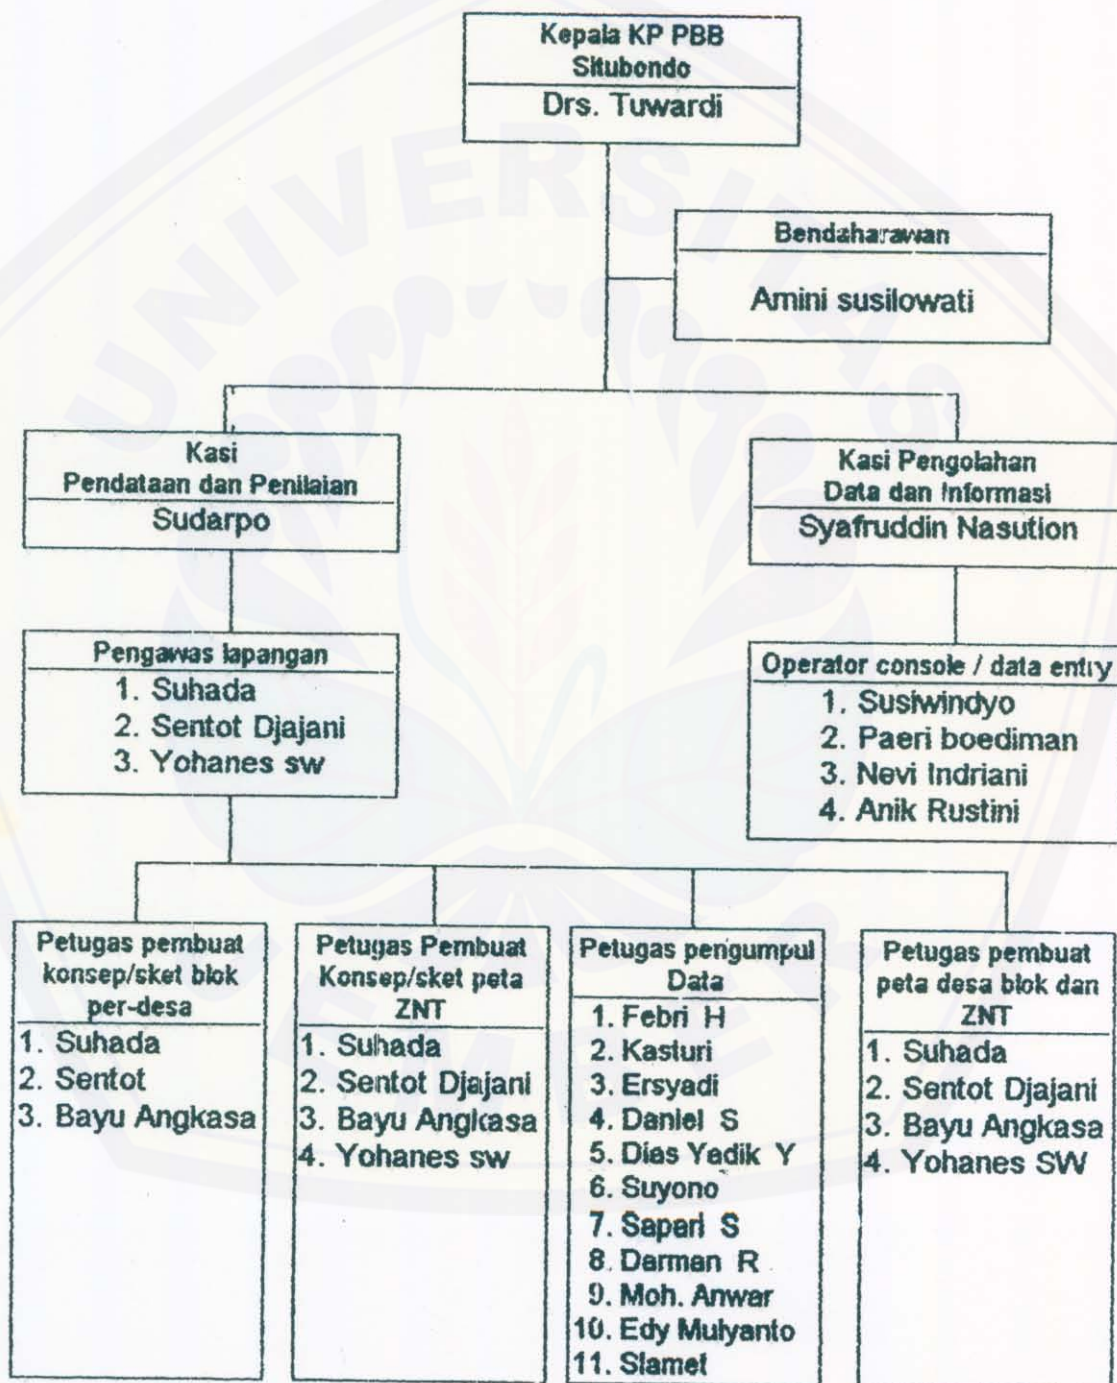 Kepala KP PBB
Situbondo
Drs. Tuwardi
Bendaharawan
Amini susilowati
Kasi
Pendataan dan Penilaian
Sudarpo
Kasi Pengolahan
Data dan Informasi
Syafruddin Nasution
Pengawas lapangan
1. Suhada
2. Sentot Djajani
3. Yohanes sw
Operator console / data entry
1. Susiwindyo
2. Paeri boediman
3. Nevi Indriani
4. Anik Rustini
Petugas pembuat
konsep/sket blok
per-desa
1. Suhada
2. Sentot
3. Bayu Angkasa
Petugas Pembuat
Konsep/sket peta
ZNT
1. Suhada
2. Sentot Djajani
3. Bayu Angkasa
4. Yohanes sw
Petugas pengumpul
Data
1. Febri H
2. Kasturi
3. Ersyadi
4. Daniel S
5. Dias Yadik Y
6. Suyono
7. Sapari S
8. Darman R
9. Moh. Anwar
10. Edy Mulyanto
11. Slamet
Petugas pembuat
peta desa blok dan
ZNT
1. Suhada
2. Sentot Djajani
3. Bayu Angkasa
4. Yohanes SW
UNIVERSITAS
JEMBER